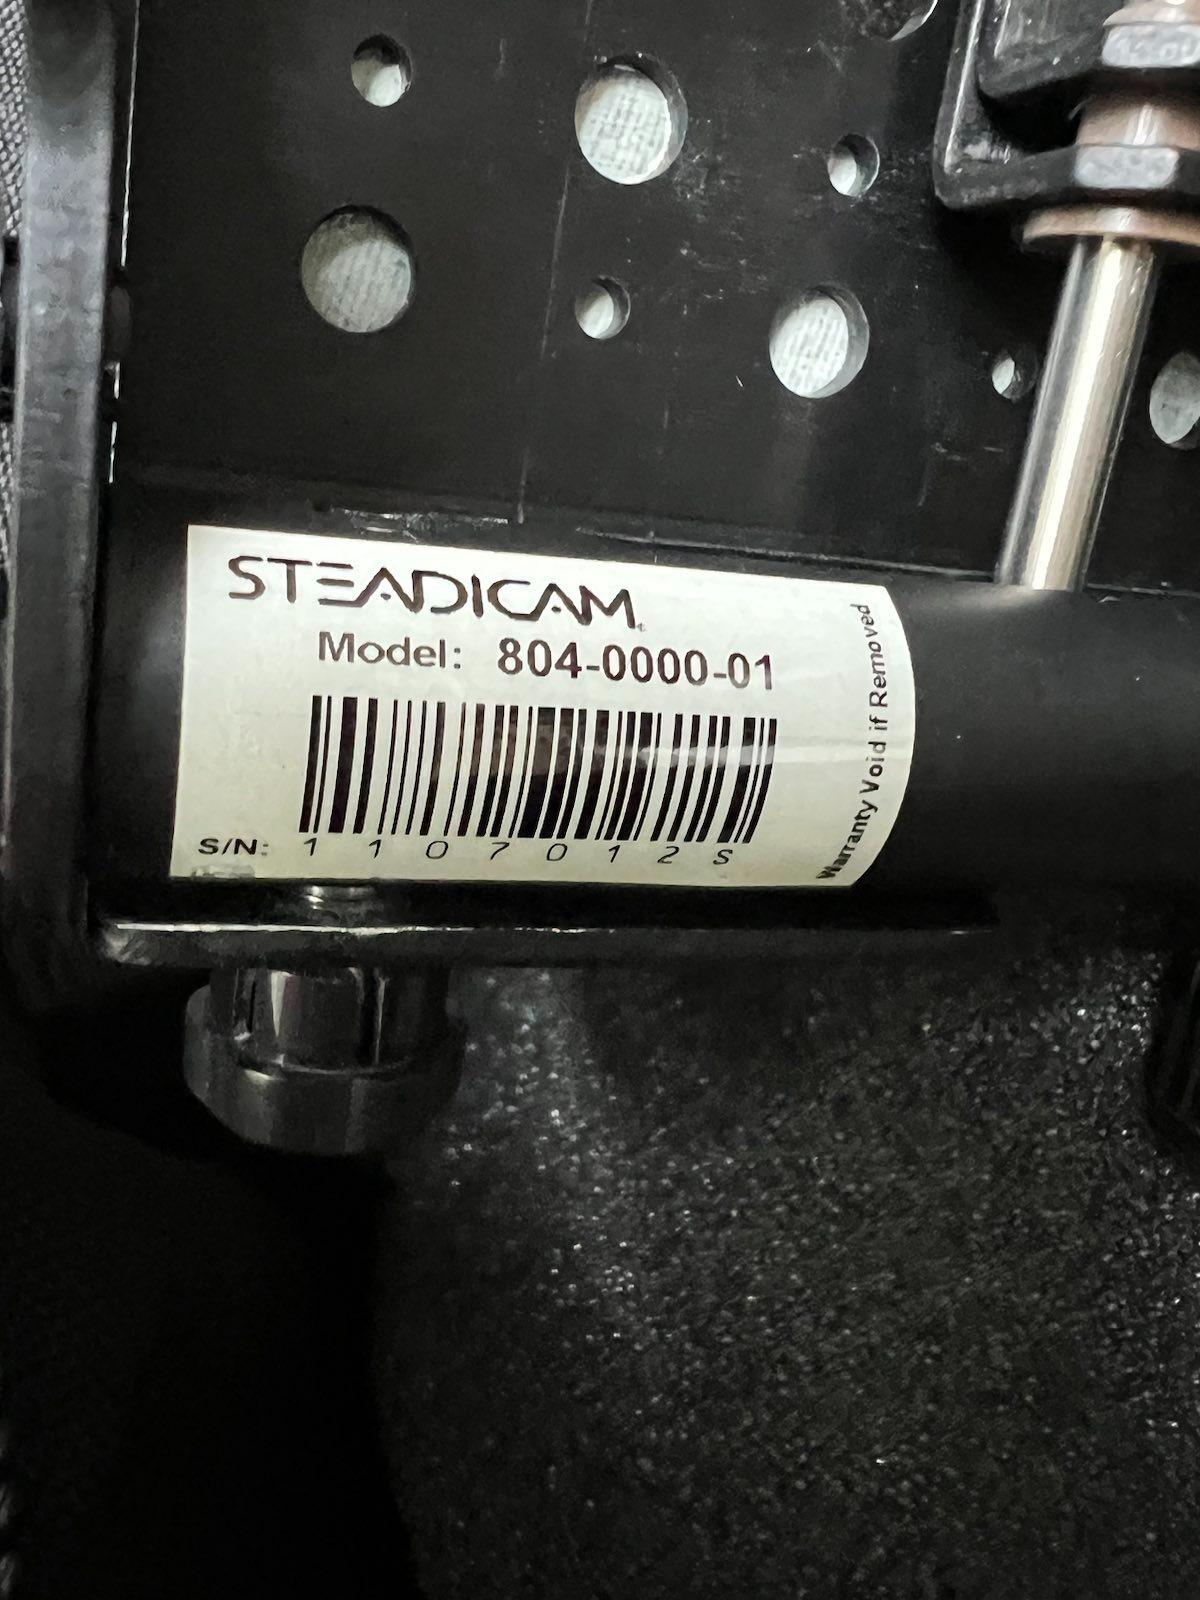 STEADICAM
Model: 804-0000-01
S/N: 1107012S
Warranty Void if Removed